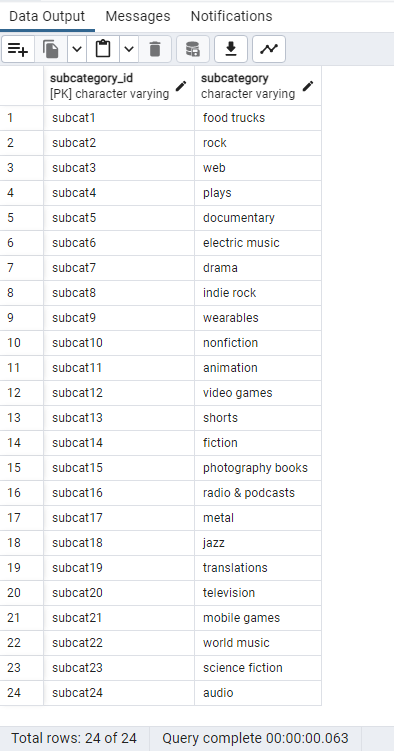 Data Output Messages Notifications
subcategory_id subcategory
[PK] character varying character varying
1 subcat1 food trucks
2 subcat2 rock
3 subcat3 web
4 subcat4 plays
5 subcat5 documentary
6 subcat6 electric music
7 subcat7 drama
8 subcat8 indie rock
9 subcat9 wearables
10 subcat10 nonfiction
11 subcat11 animation
12 subcat12 video games
13 subcat13 shorts
14 subcat14 fiction
15 subcat15 photography books
16 subcat16 radio & podcasts
17 subcat17 metal
18 subcat18 jazz
19 subcat19 translations
20 subcat20 television
21 subcat21 mobile games
22 subcat22 world music
23 subcat23 science fiction
24 subcat24 audio
Total rows: 24 of 24 Query complete 00:00:00.063